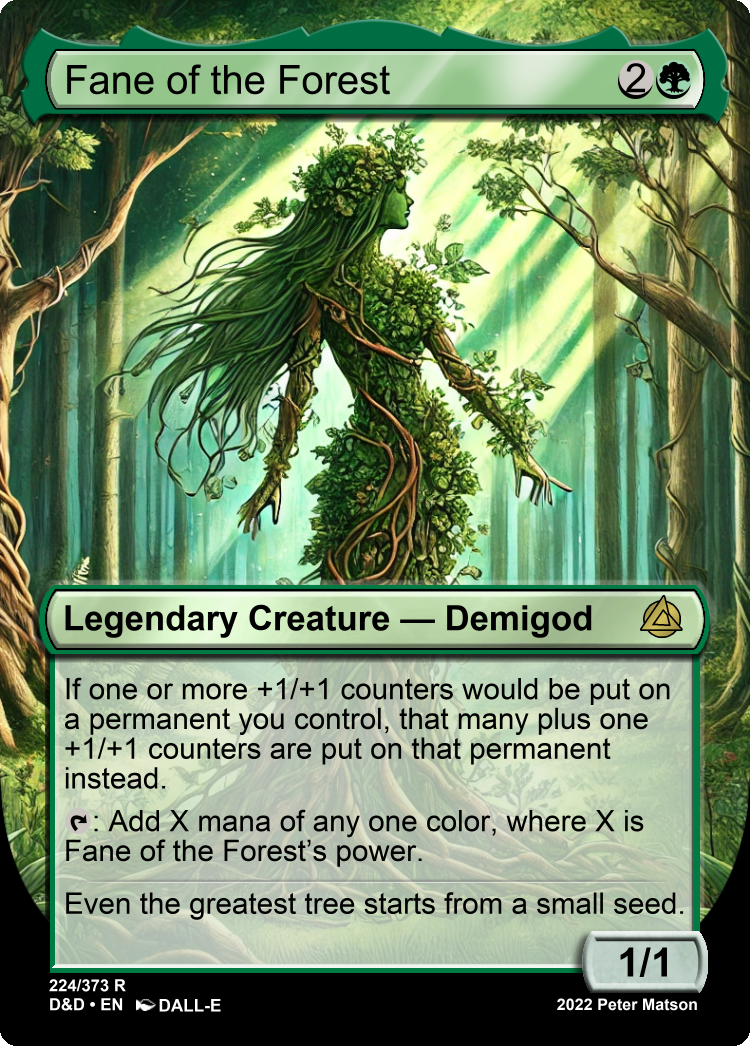 Fane of the Forest 2
Legendary Creature — Demigod
If one or more +1/+1 counters would be put on
a permanent you control, that many plus one
+1/+1 counters are put on that permanent
instead.
: Add X mana of any one color, where X is
Fane of the Forest's power.
Even the greatest tree starts from a small seed.
1/1
224/373 R
D&D • EN DALL-E
2022 Peter Matson